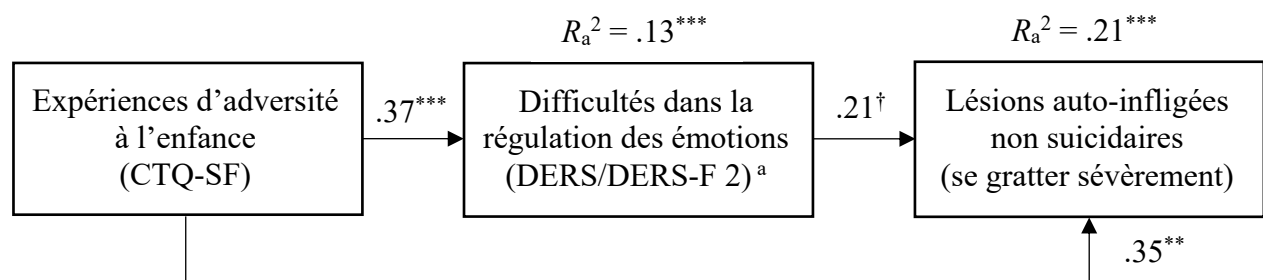 Rₐ² = .13***
Rₐ² = .21***
Expériences d’adversité
à l’enfance
(CTQ-SF)
.37***
Difficultés dans la
régulation des émotions
(DERS/DERS-F 2) ᵃ
.21†
Lésions auto-infligées
non suicidaires
(se gratter sévèrement)
.35**